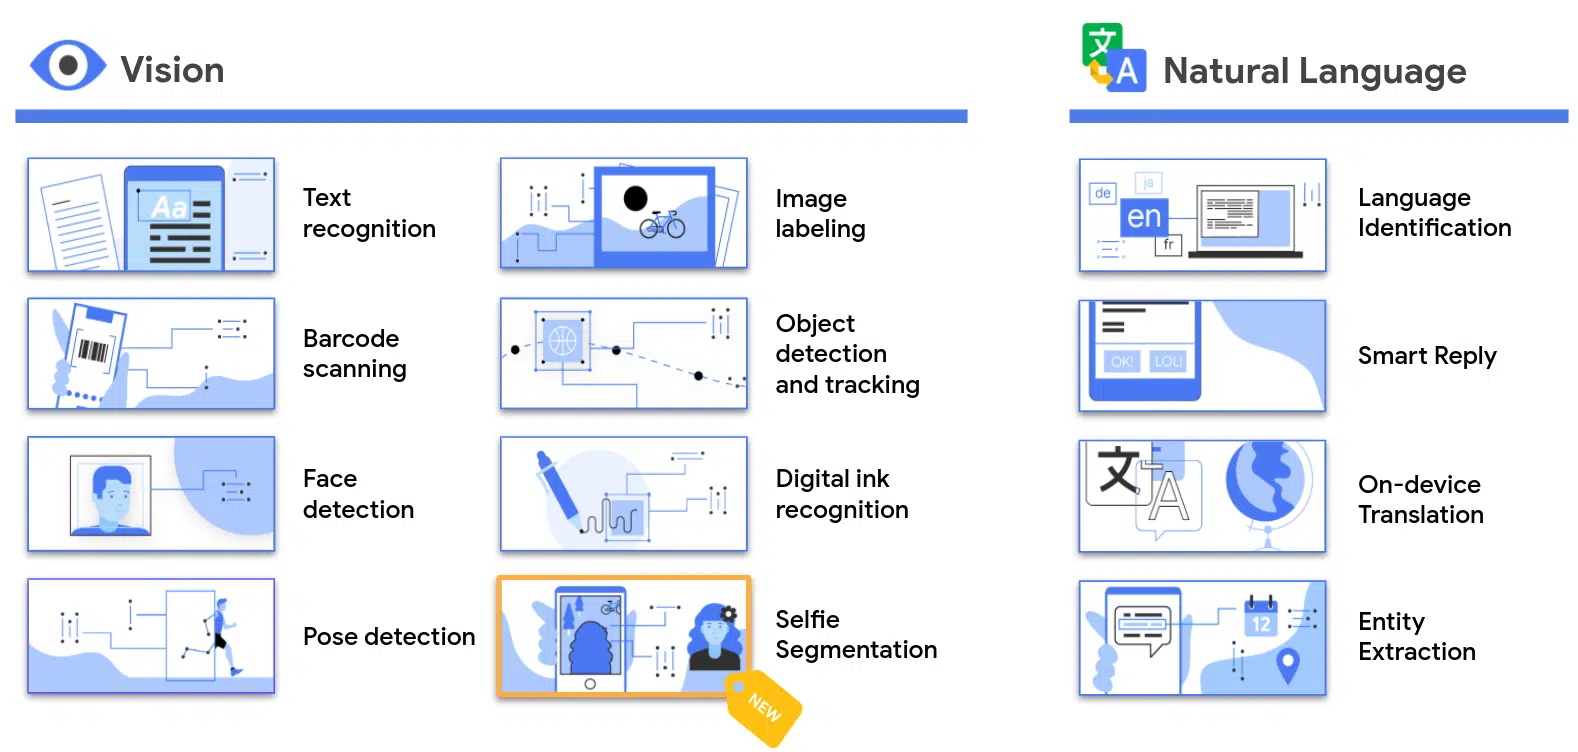 Vision
文
A
Natural Language
Aa
Text
recognition
Image
labeling
de
ja
en
fr
Language
Identification
Barcode
scanning
Object
detection
and tracking
OK!
LOL!
Smart Reply
Face
detection
Digital ink
recognition
文
A
On-device
Translation
Pose detection
Selfie
Segmentation
NEW
12
Entity
Extraction